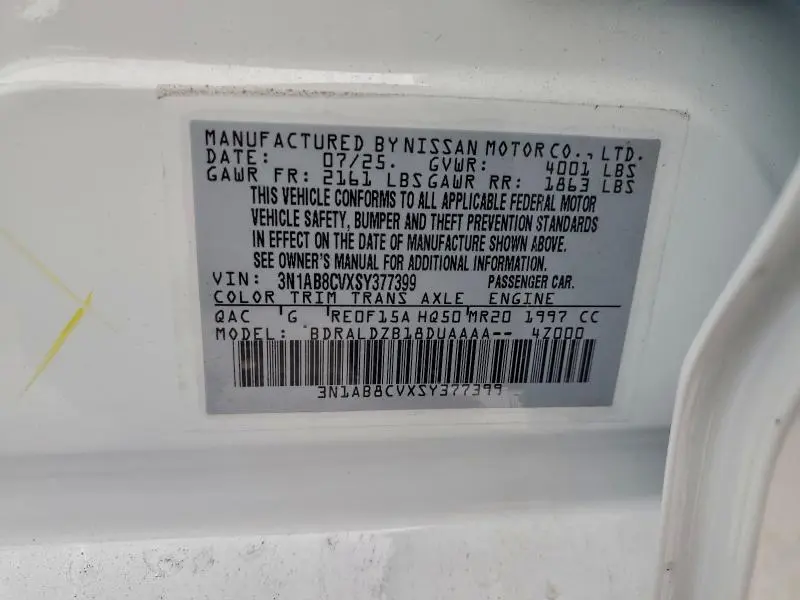 MANUFACTURED BY NISSAN MOTOR CO., LTD.
DATE: 07/25. GVWR: 4001 LBS
GAWR FR: 2161 LBS GAWR RR: 1863 LBS
THIS VEHICLE CONFORMS TO ALL APPLICABLE FEDERAL MOTOR
VEHICLE SAFETY, BUMPER AND THEFT PREVENTION STANDARDS
IN EFFECT ON THE DATE OF MANUFACTURE SHOWN ABOVE.
SEE OWNER'S MANUAL FOR ADDITIONAL INFORMATION.
VIN: 3N1AB8CVXSY377399 PASSENGER CAR.
COLOR TRIM TRANS AXLE ENGINE
QAC G RE0F15A HQ50 MR20 1997 CC
MODEL: BDRALDZB18DUAAAA-- 4Z000
3N1AB8CVXSY377399